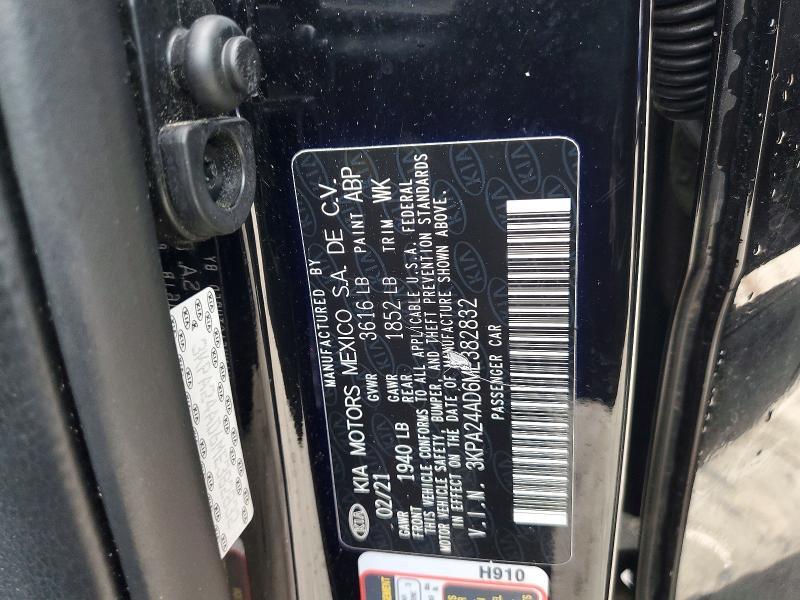 MANUFACTURED BY
KIA KIA MOTORS MEXICO S.A. DE C.V.
02/21 GVWR 3616 LB PAINT ABP
GAWR FRONT 1940 LB GAWR REAR 1852 LB TRIM WK
THIS VEHICLE CONFORMS TO ALL APPLICABLE U.S.A. FEDERAL
MOTOR VEHICLE SAFETY, BUMPER, AND THEFT PREVENTION STANDARDS
IN EFFECT ON THE DATE OF MANUFACTURE SHOWN ABOVE.
V.I.N. 3KPA24AD6ME382832
PASSENGER CAR
H910